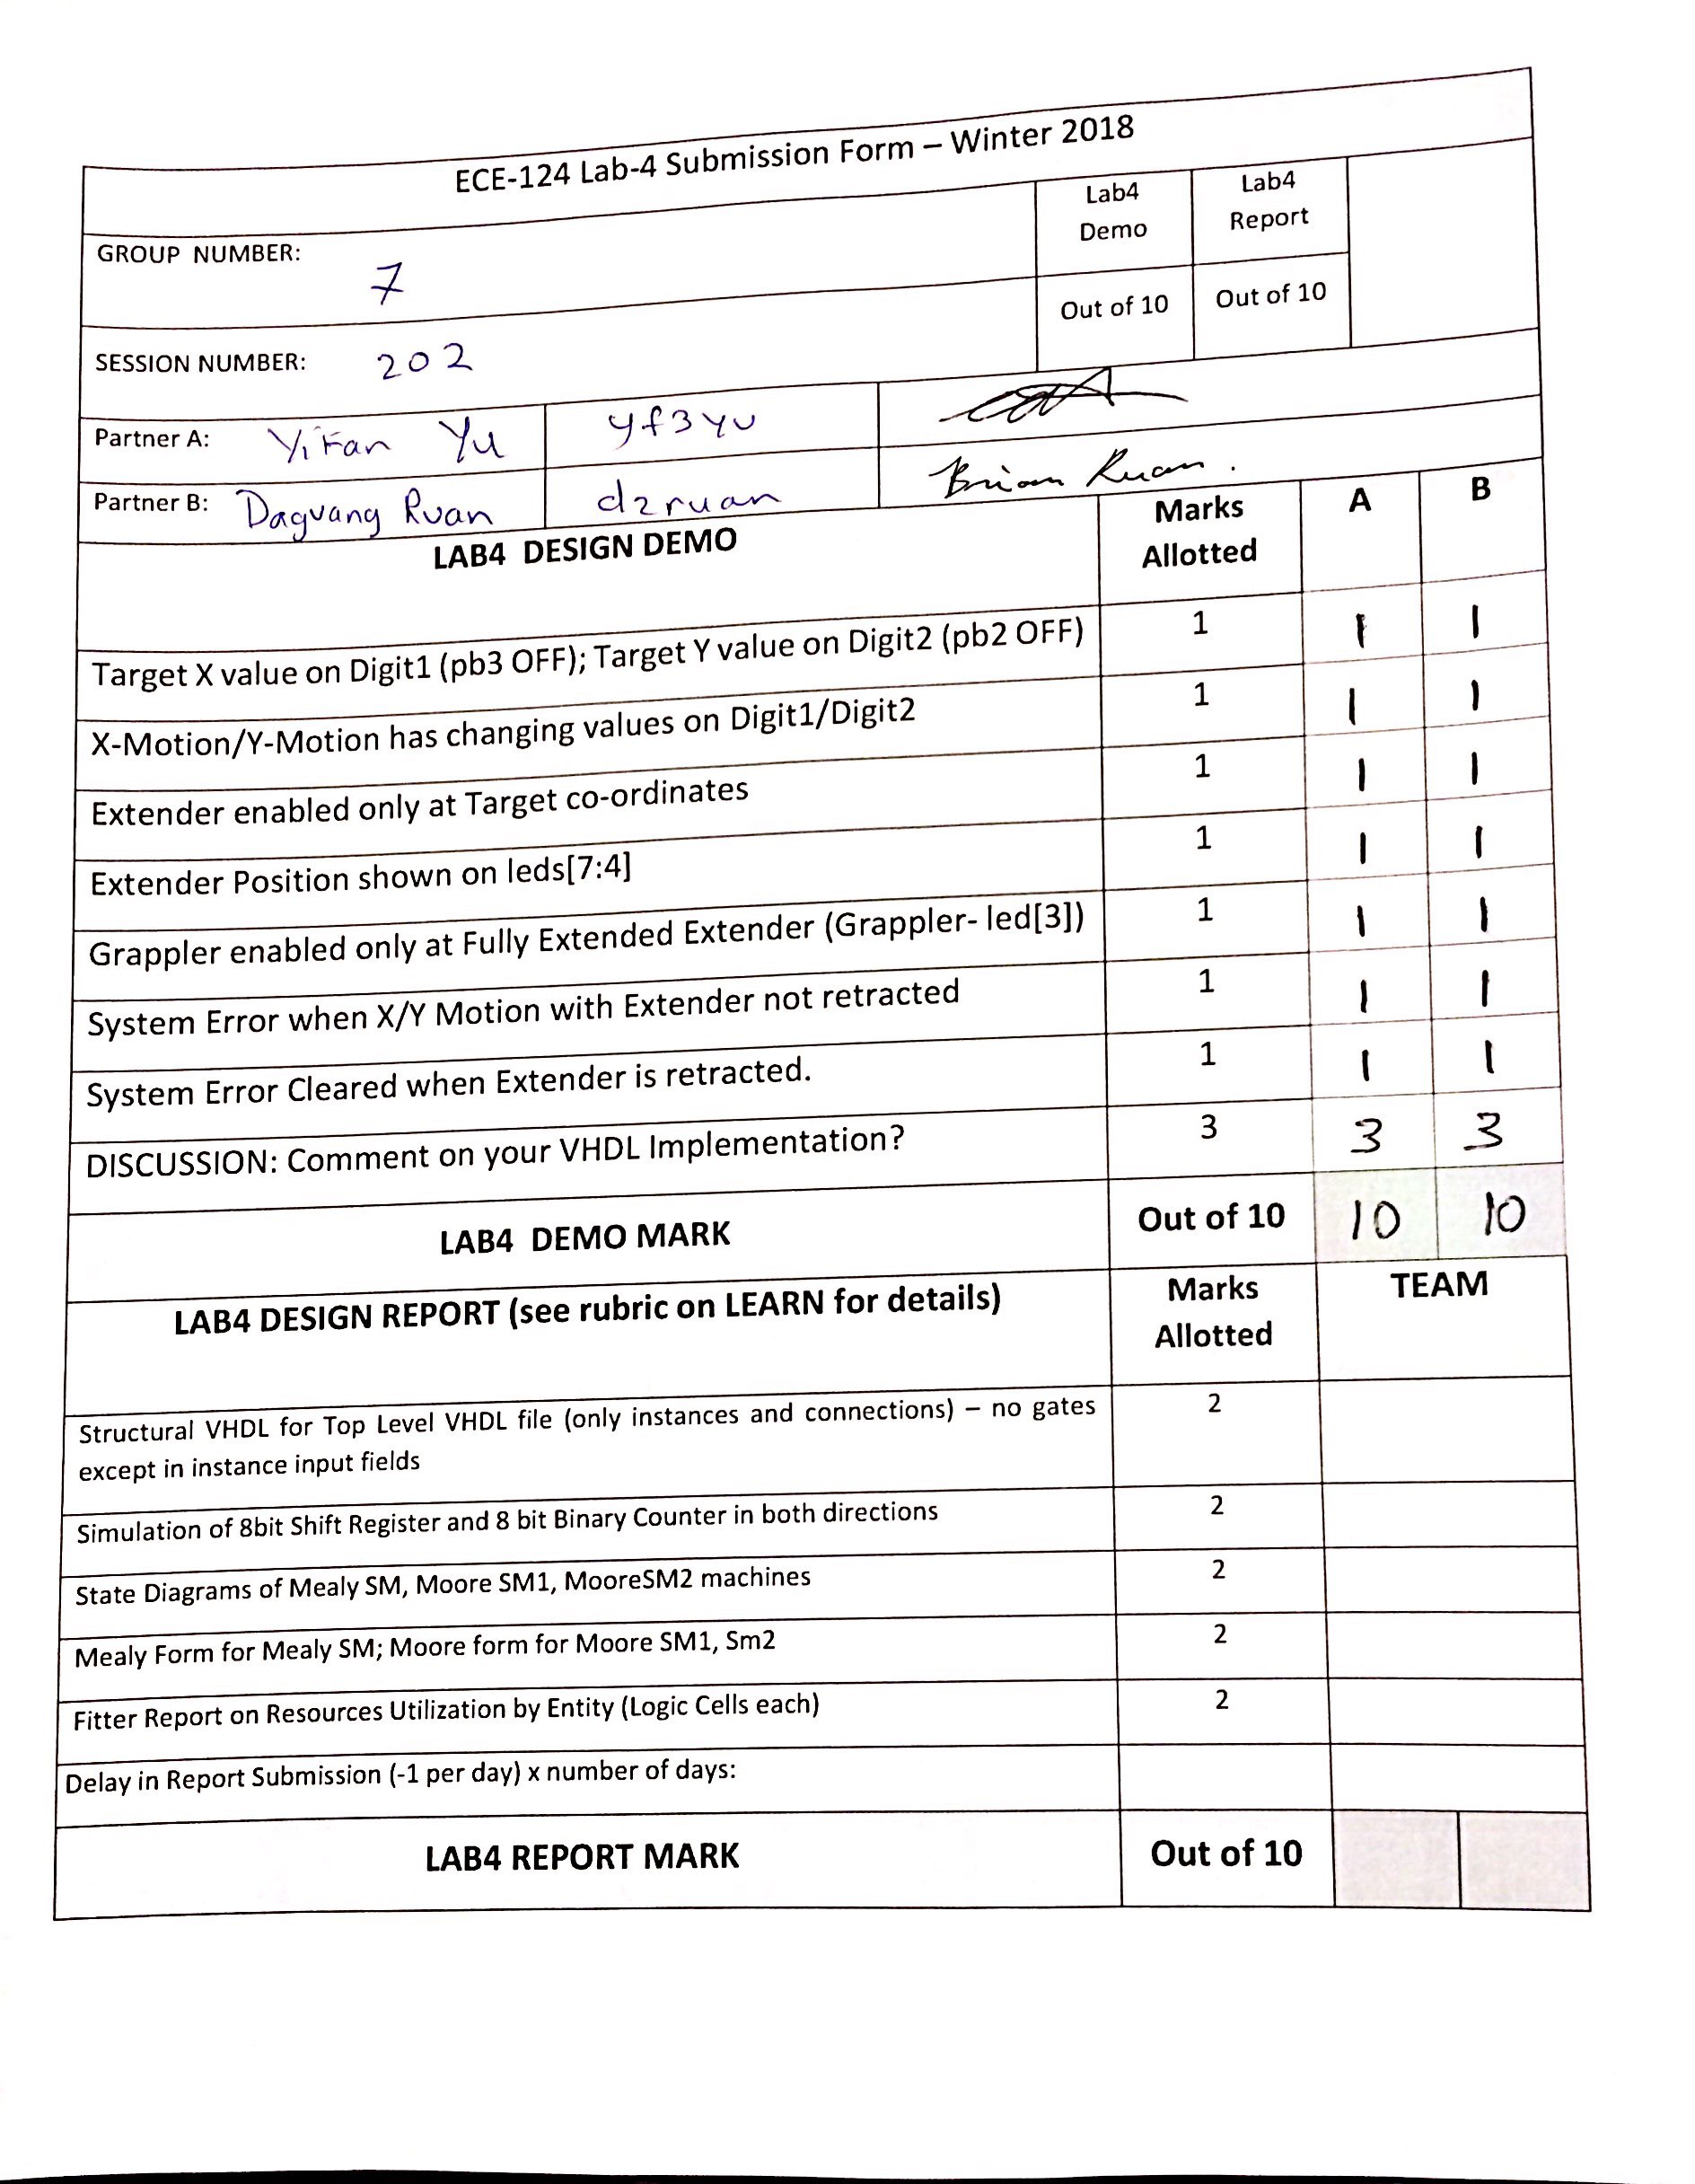 ECE-124 Lab-4 Submission Form – Winter 2018
GROUP NUMBER: 7
Lab4 Demo
Lab4 Report
Out of 10
Out of 10
SESSION NUMBER: 202
Partner A: YiFan Yu yf3yu
Partner B: Daguang Ruan d2ruan Brian Ruan.
LAB4 DESIGN DEMO
Marks Allotted
A
B
Target X value on Digit1 (pb3 OFF); Target Y value on Digit2 (pb2 OFF) 1 1 1
X-Motion/Y-Motion has changing values on Digit1/Digit2 1 1 1
Extender enabled only at Target co-ordinates 1 1 1
Extender Position shown on leds[7:4] 1 1 1
Grappler enabled only at Fully Extended Extender (Grappler- led[3]) 1 1 1
System Error when X/Y Motion with Extender not retracted 1 1 1
System Error Cleared when Extender is retracted. 1 1 1
DISCUSSION: Comment on your VHDL Implementation? 3 3 3
LAB4 DEMO MARK Out of 10 10 10
LAB4 DESIGN REPORT (see rubric on LEARN for details)
Marks Allotted
TEAM
Structural VHDL for Top Level VHDL file (only instances and connections) – no gates 2
except in instance input fields
Simulation of 8bit Shift Register and 8 bit Binary Counter in both directions 2
State Diagrams of Mealy SM, Moore SM1, MooreSM2 machines 2
Mealy Form for Mealy SM; Moore form for Moore SM1, Sm2 2
Fitter Report on Resources Utilization by Entity (Logic Cells each) 2
Delay in Report Submission (-1 per day) x number of days:
LAB4 REPORT MARK Out of 10